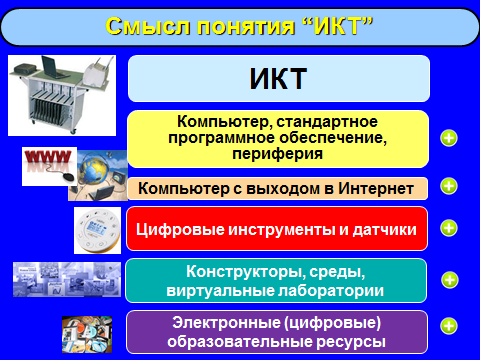 Смысл понятия “ИКТ”
ИКТ
Компьютер, стандартное
программное обеспечение,
периферия
WWW
Компьютер с выходом в Интернет
Цифровые инструменты и датчики
Конструкторы, среды,
виртуальные лаборатории
Электронные (цифровые)
образовательные ресурсы